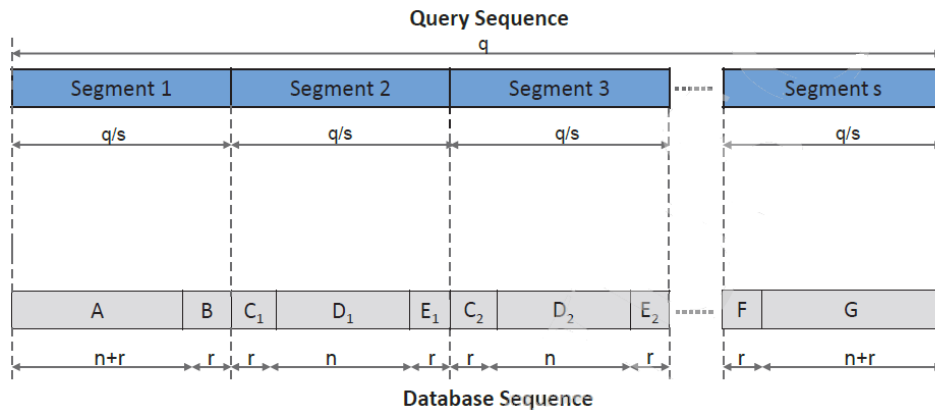 Query Sequence
q
Segment 1 Segment 2 Segment 3 Segment s
q/s q/s q/s q/s
A B C₁ D₁ E₁ C₂ D₂ E₂ F G
n+r r r n r r n r r n+r
Database Sequence